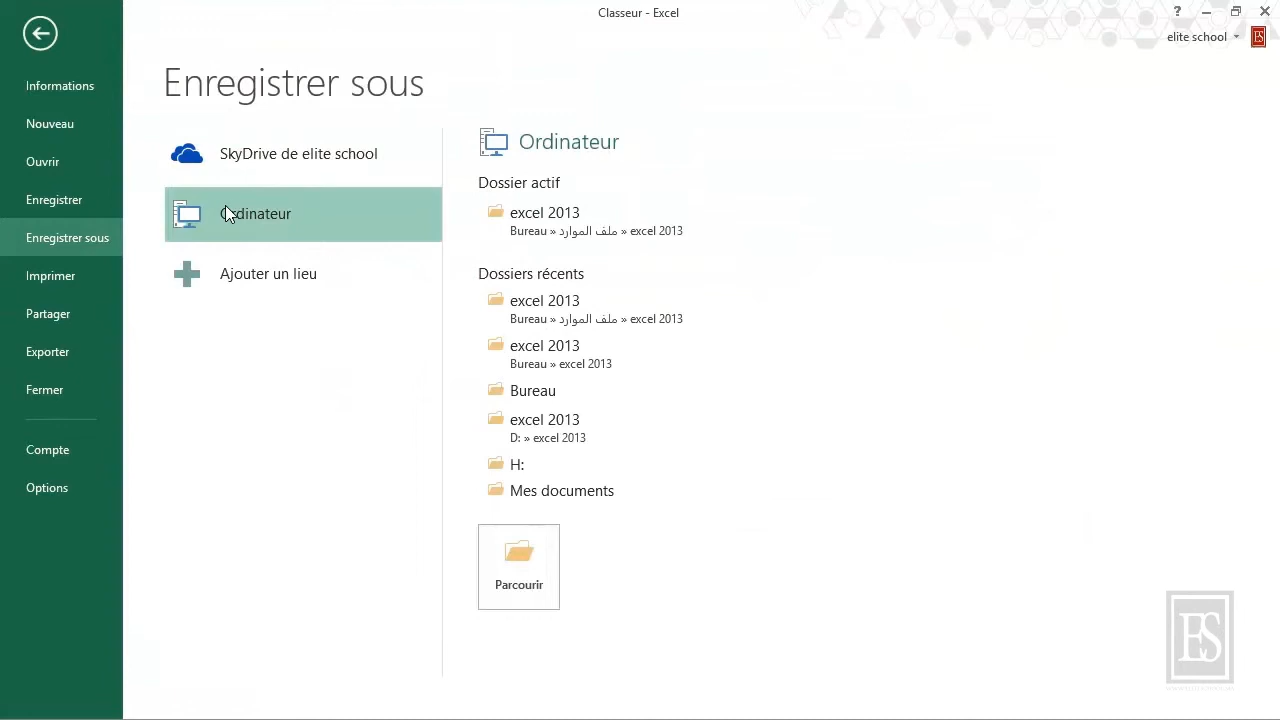 Classeur - Excel
?
elite school
ES
Informations
Nouveau
Ouvrir
Enregistrer
Enregistrer sous
Imprimer
Partager
Exporter
Fermer
Compte
Options
Enregistrer sous
SkyDrive de elite school
Ordinateur
Ajouter un lieu
Ordinateur
Dossier actif
excel 2013
Bureau » ملف الموارد » excel 2013
Dossiers récents
excel 2013
Bureau » ملف الموارد » excel 2013
excel 2013
Bureau » excel 2013
Bureau
excel 2013
D: » excel 2013
H:
Mes documents
Parcourir
ES